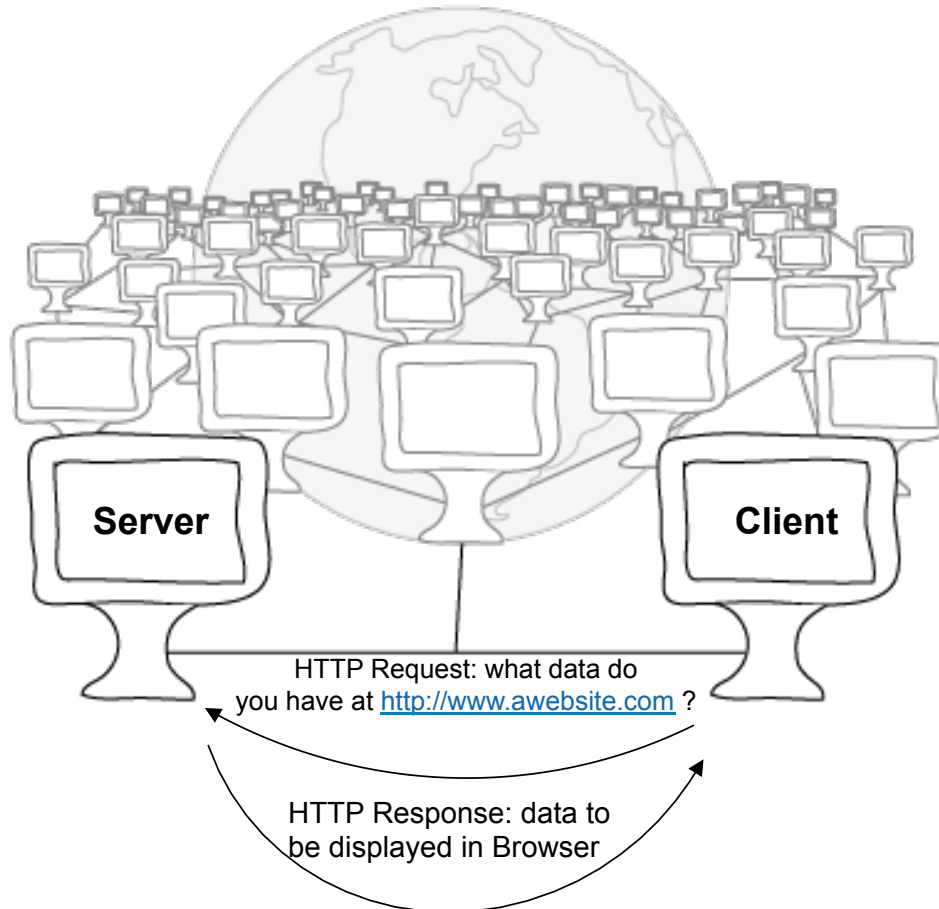 Server
Client
HTTP Request: what data do
you have at http://www.awebsite.com ?
HTTP Response: data to
be displayed in Browser